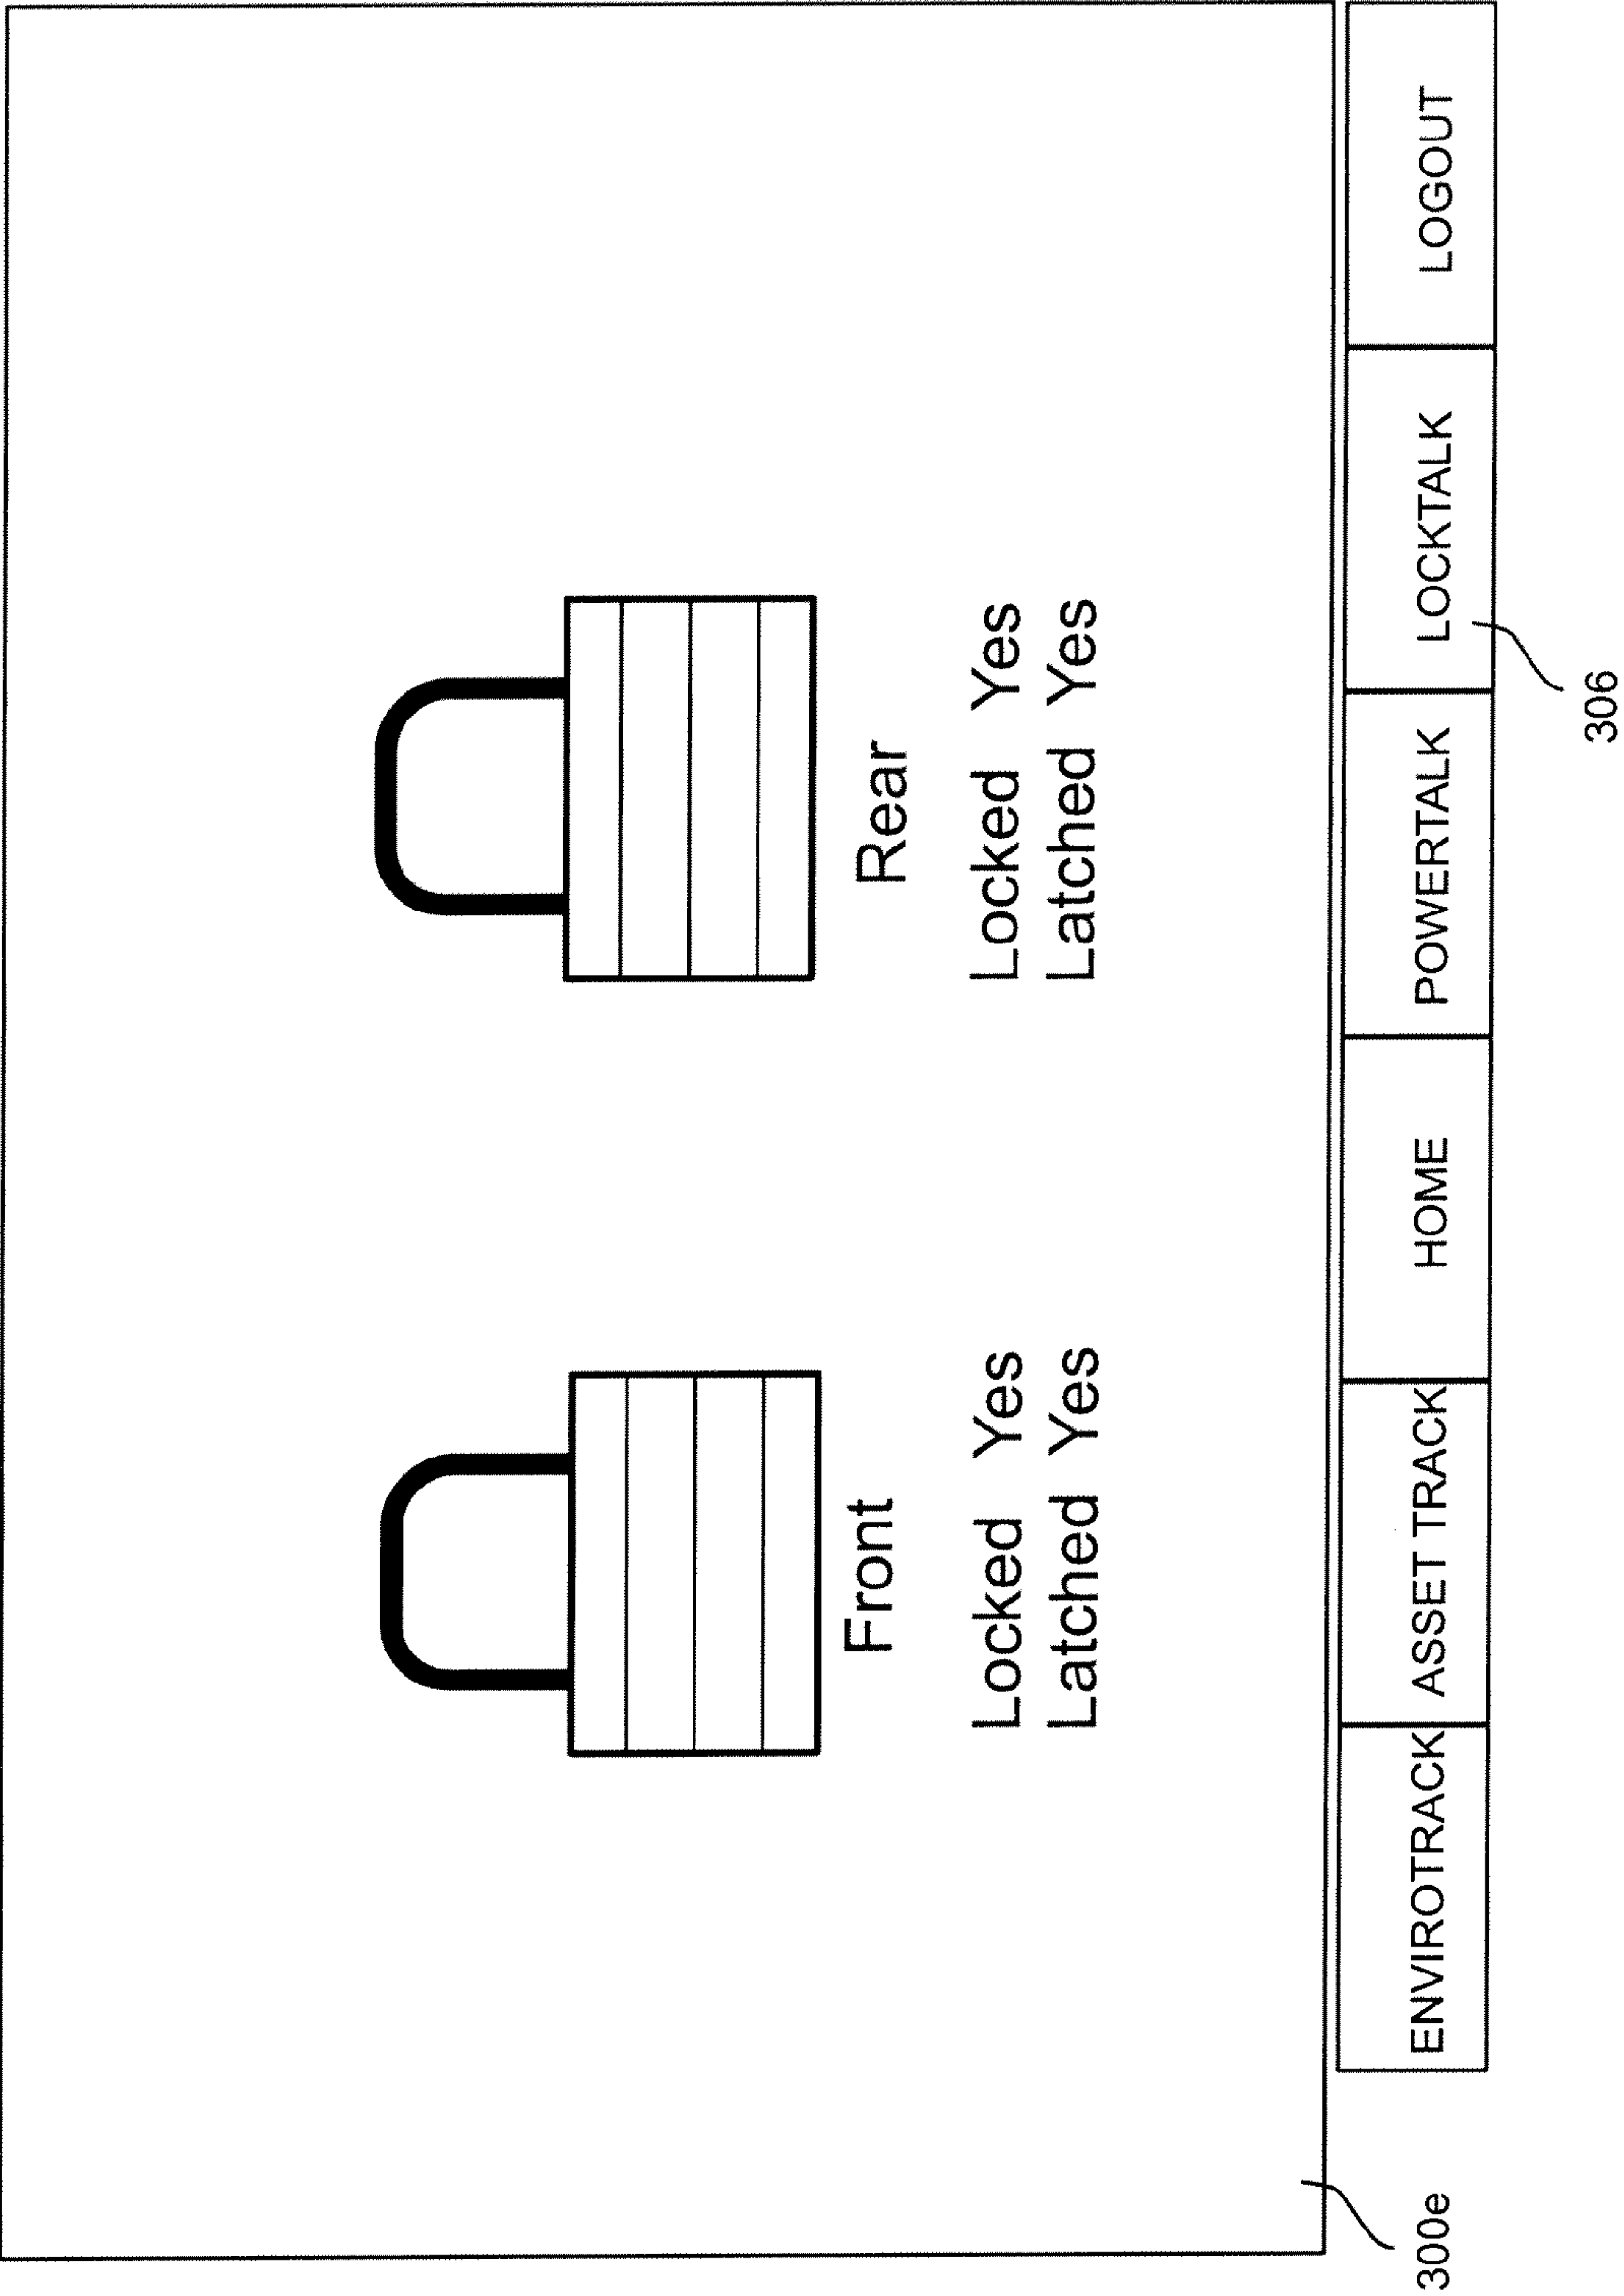 Front Rear
Locked Yes Locked Yes
Latched Yes Latched Yes
ENVIROTRACK ASSET TRACK HOME POWERTALK LOCKTALK LOGOUT
300e
306